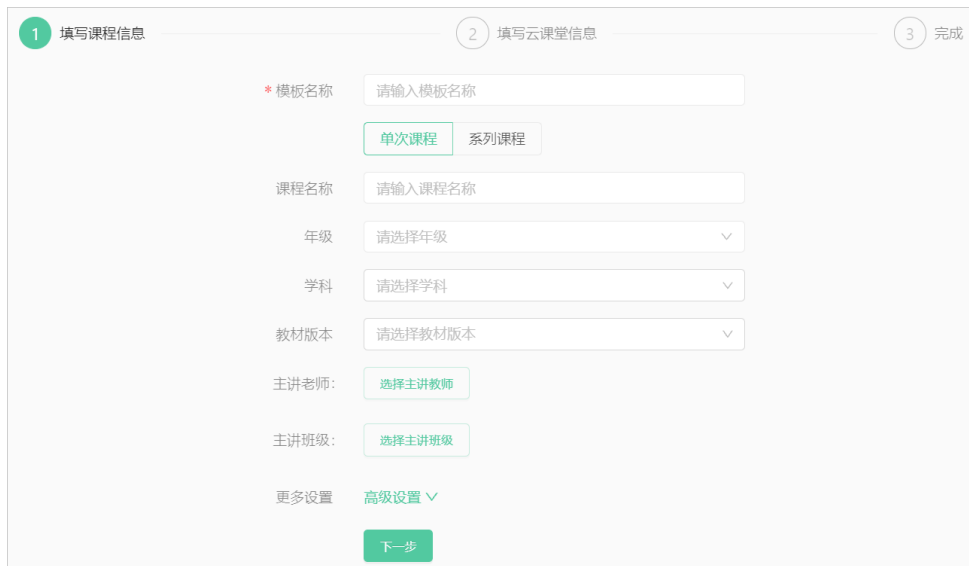 1 填写课程信息 2 填写云课堂信息 3 完成
* 模板名称 请输入模板名称
单次课程 系列课程
课程名称 请输入课程名称
年级 请选择年级
学科 请选择学科
教材版本 请选择教材版本
主讲老师: 选择主讲教师
主讲班级: 选择主讲班级
更多设置 高级设置
下一步